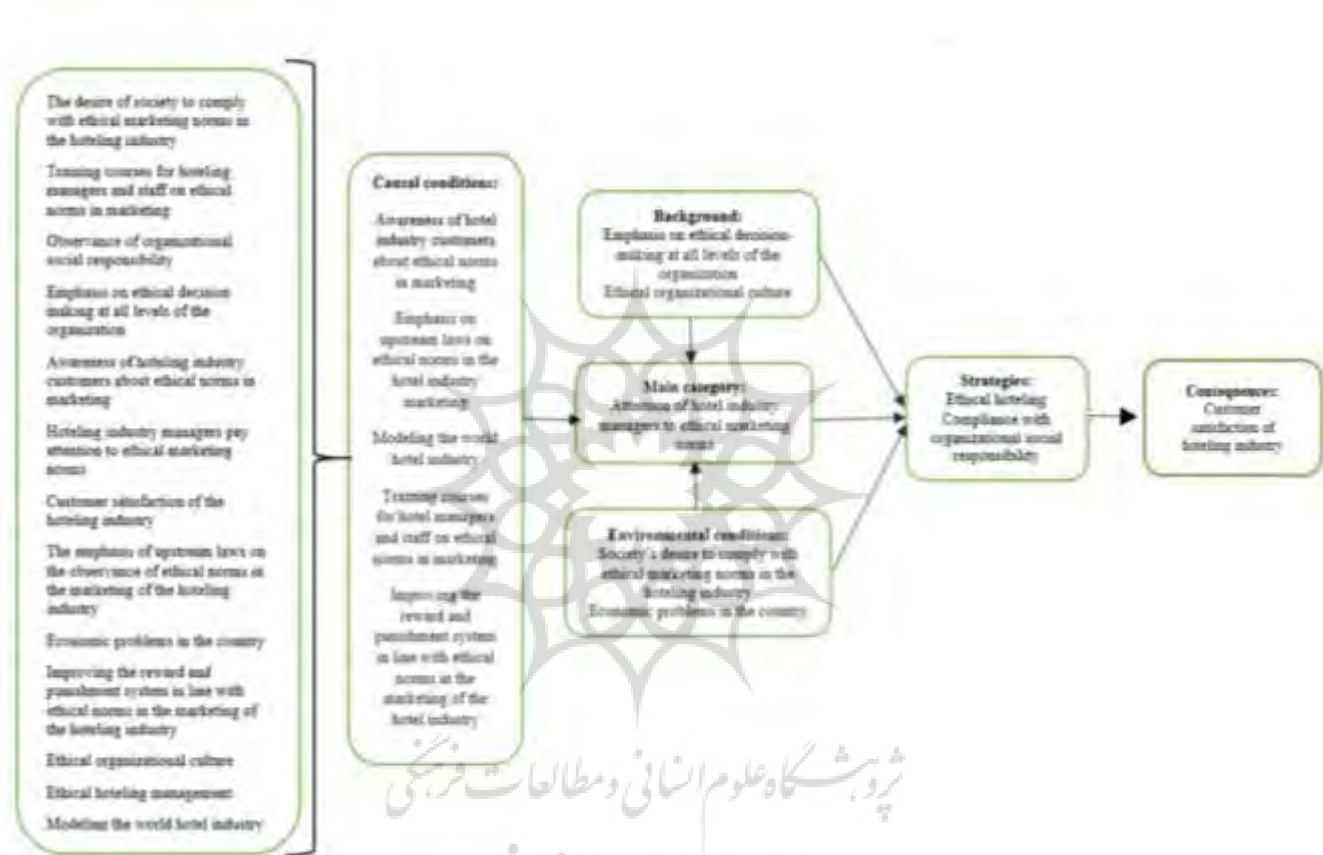 The desire of society to comply
with ethical marketing norms in
the hoteling industry
Training courses for hoteling
managers and staff on ethical
norms in marketing
Observance of organizational
social responsibility
Emphasis on ethical decision
making at all levels of the
organization
Awareness of hoteling industry
customers about ethical norms in
marketing
Hoteling industry managers pay
attention to ethical marketing
norms
Customer satisfaction of the
hoteling industry
The emphasis of upstream laws on
the observance of ethical norms in
the marketing of the hoteling
industry
Economic problems in the country
Improving the reward and
punishment system in line with
ethical norms in the marketing of
the hoteling industry
Ethical organizational culture
Ethical hoteling management
Modeling the world hotel industry
Causal conditions:
Awareness of hotel
industry customers
about ethical norms
in marketing
Emphasis on
upstream laws on
ethical norms in the
hotel industry
marketing
Modeling the world
hotel industry
Training courses
for hotel managers
and staff on ethical
norms in marketing
Improving the
reward and
punishment system
in line with ethical
norms in the
marketing of the
hotel industry
Background:
Emphasis on ethical decision-
making at all levels of the
organization
Ethical organizational culture
Main category:
Attention of hotel industry
managers to ethical marketing
norms
Environmental conditions:
Society's desire to comply with
ethical marketing norms in the
hoteling industry
Economic problems in the country
Strategies:
Ethical hoteling
Compliance with
organizational social
responsibility
Consequences:
Customer
satisfaction of
hoteling industry
پژوهشگاه علوم انسانی و مطالعات فرهنگی